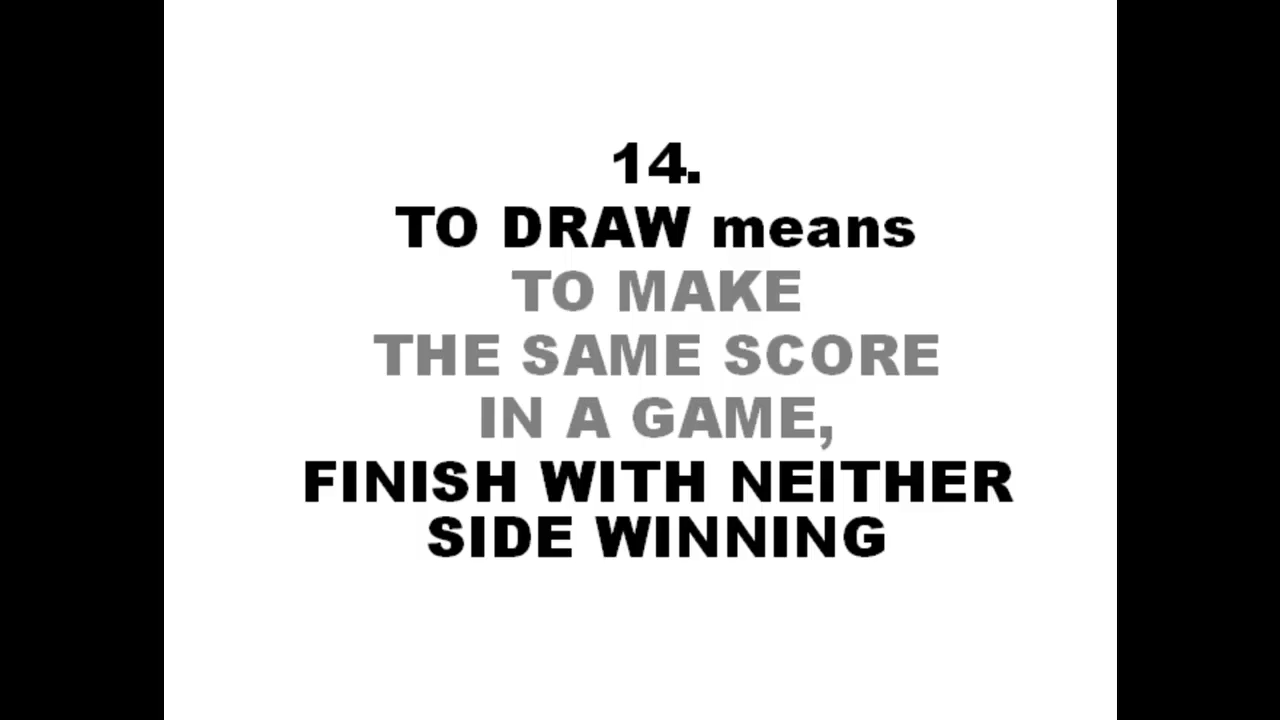 14.
TO DRAW means
TO MAKE
THE SAME SCORE
IN A GAME,
FINISH WITH NEITHER
SIDE WINNING